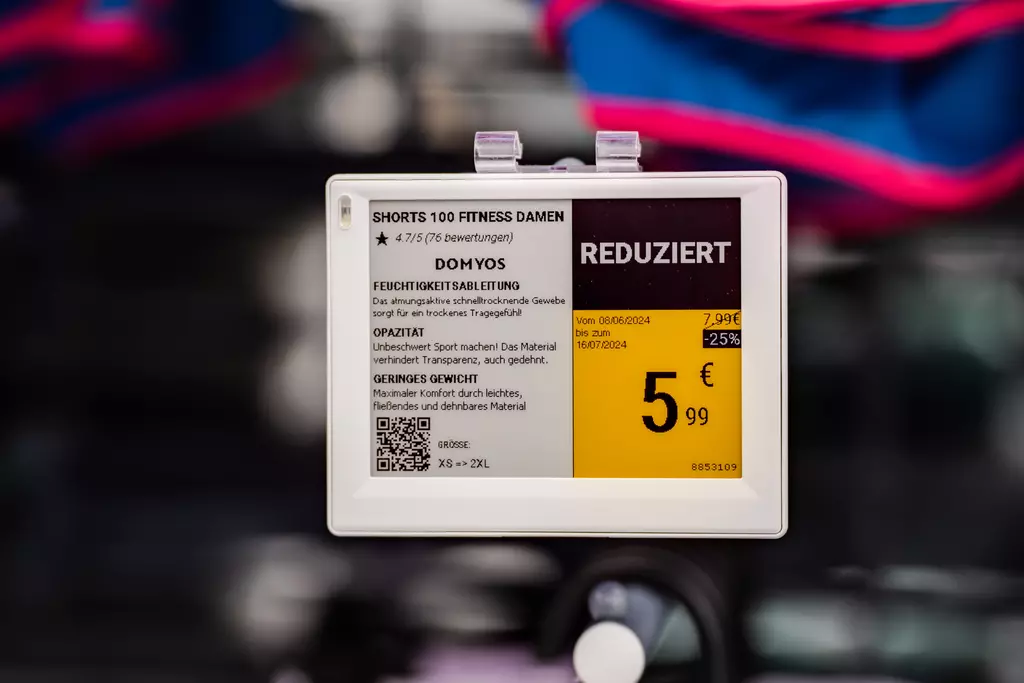 SHORTS 100 FITNESS DAMEN
★ 4.7/5 (76 bewertungen)
DOMYOS
FEUCHTIGKEITSABLEITUNG
Das atmungsaktive schnelltrocknende Gewebe
sorgt für ein trockenes Tragegefühl!
OPAZITÄT
Unbeschwert Sport machen! Das Material
verhindert Transparenz, auch gedehnt.
GERINGES GEWICHT
Maximaler Komfort durch leichtes,
fließendes und dehnbares Material
GRÖSSE:
XS => 2XL
REDUZIERT
Vom 08/06/2024
bis zum
16/07/2024
7,99€
-25%
5 €
99
8853109